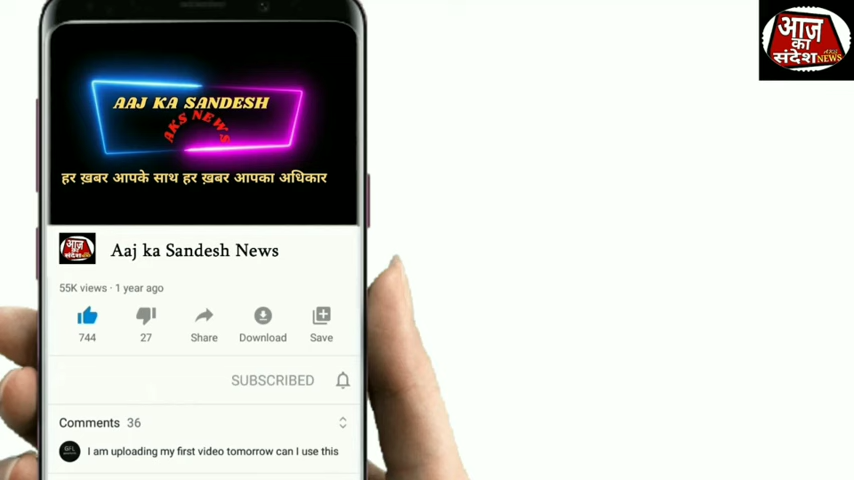 AAJ KA SANDESH
AKS NEWS
हर ख़बर आपके साथ हर ख़बर आपका अधिकार
आज़
का
संदेश
Aaj ka Sandesh News
55K views · 1 year ago
744
27
Share
Download
Save
SUBSCRIBED
Comments 36
GFL
I am uploading my first video tomorrow can I use this
आज़
का
संदेश
AKS NEWS